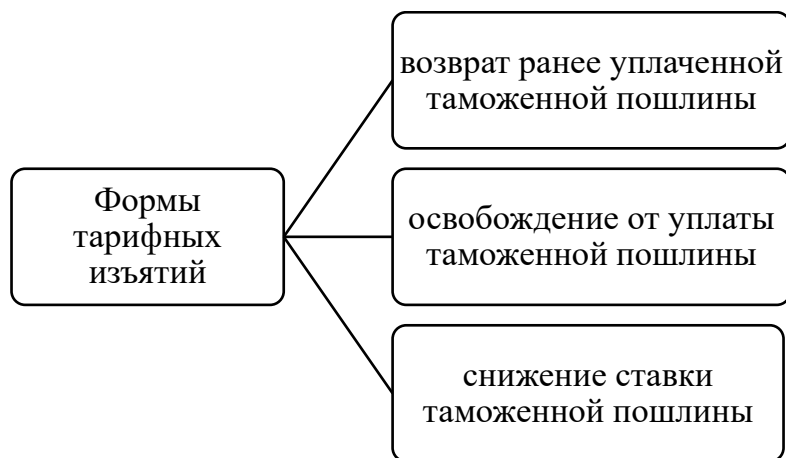 Формы
тарифных
изъятий
возврат ранее уплаченной
таможенной пошлины
освобождение от уплаты
таможенной пошлины
снижение ставки
таможенной пошлины